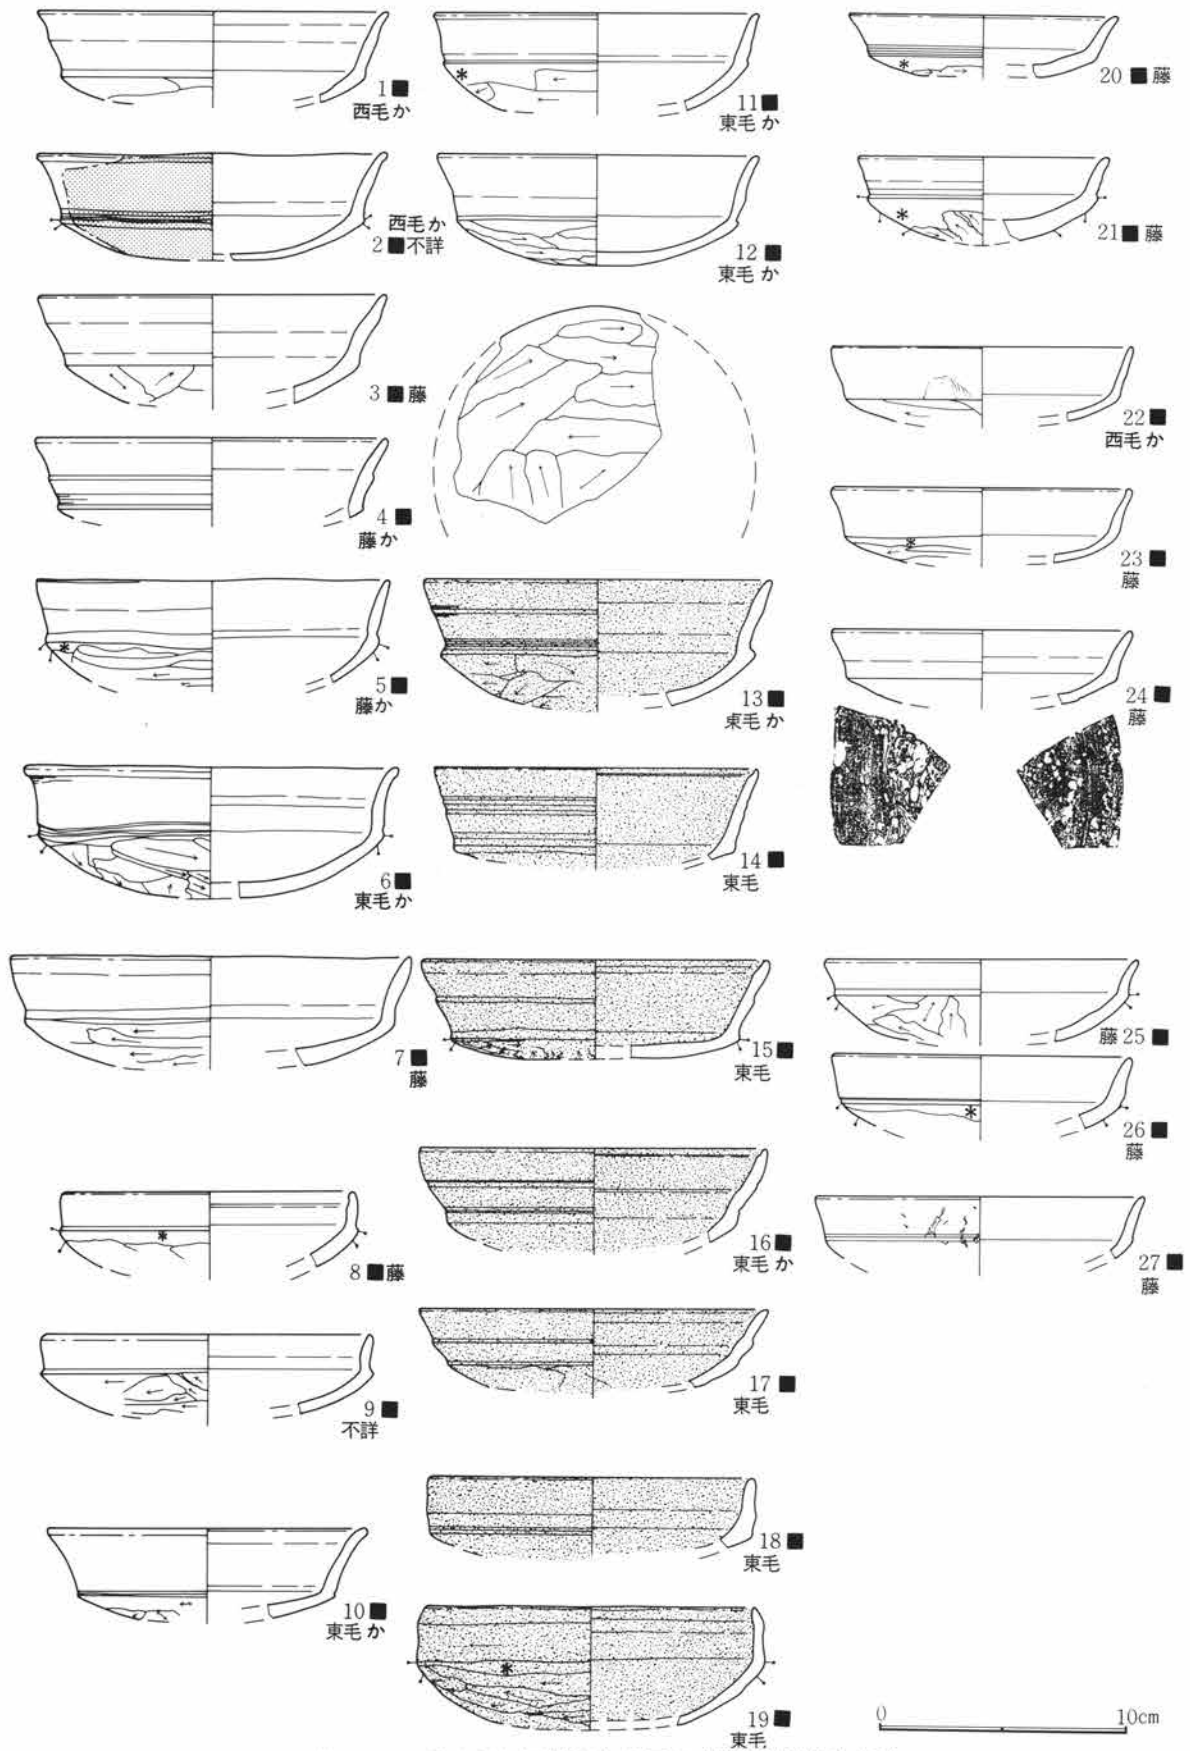 1■
西毛か
西毛か
2■不詳
3■藤
4■
藤か
5■
藤か
6■
東毛か
7■
藤
8■藤
9■
不詳
10■
東毛か
11■
東毛か
12■
東毛か
13■
東毛か
14■
東毛
15■
東毛
16■
東毛か
17■
東毛
18■
東毛
19■
東毛
20■藤
21■藤
22■
西毛か
23■
藤
24■
藤
藤25■
26■
藤
27■
藤
0 10cm